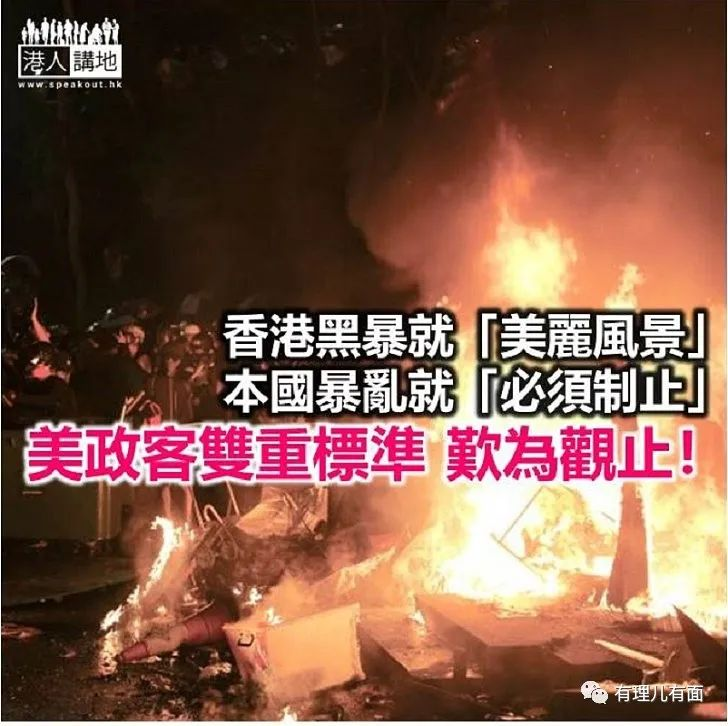 港人講地
www.speakout.hk
香港黑暴就「美麗風景」
本國暴亂就「必須制止」
美政客雙重標準 歎為觀止!
有理儿有面